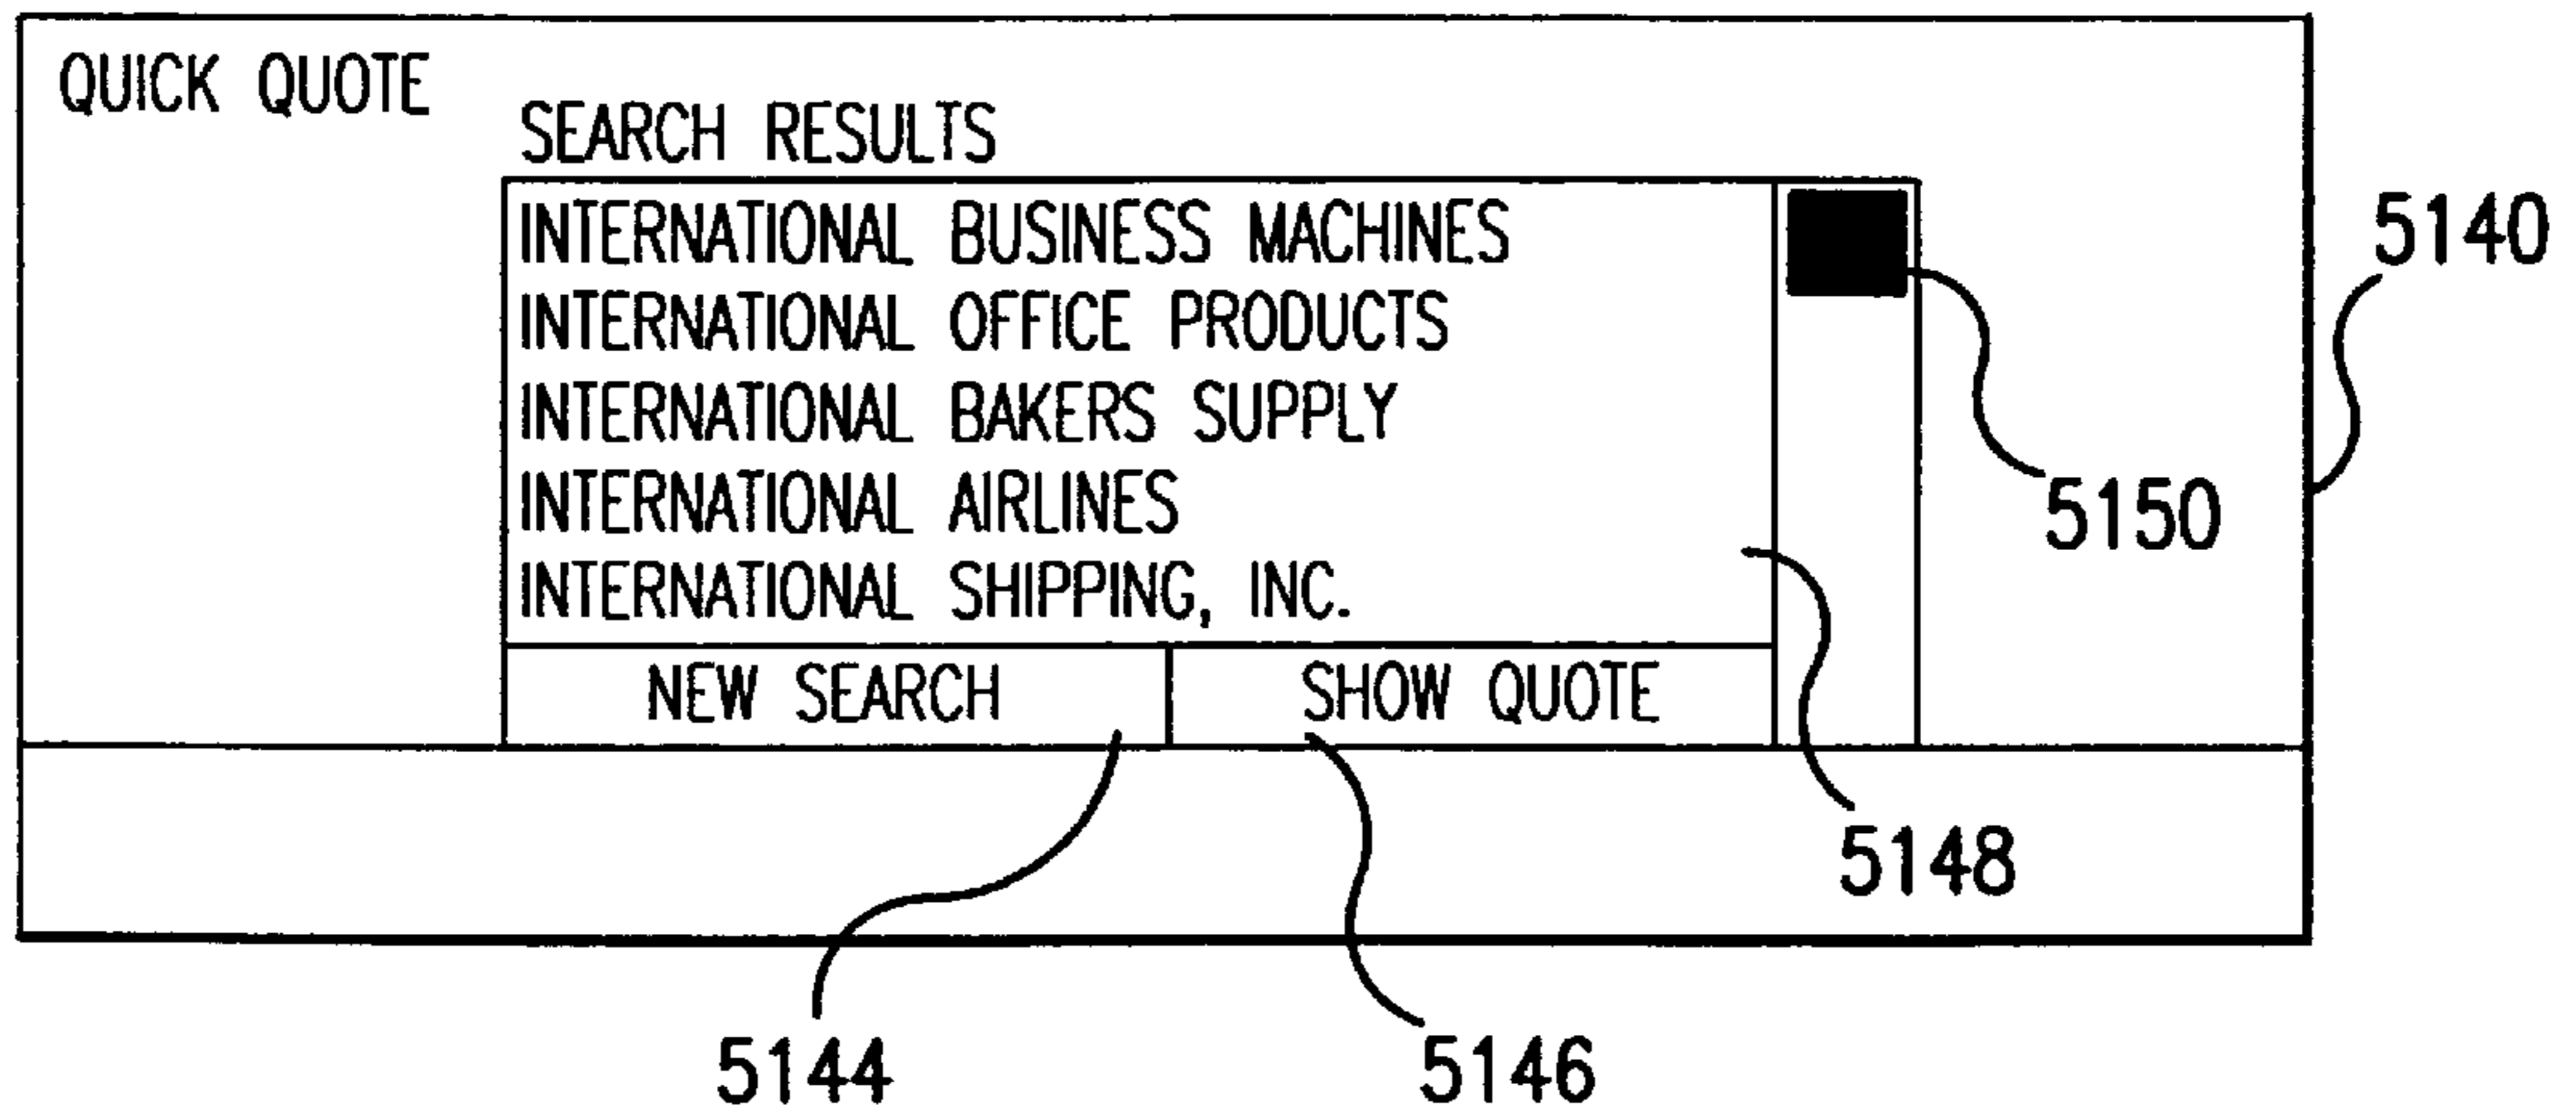 QUICK QUOTE
SEARCH RESULTS
INTERNATIONAL BUSINESS MACHINES
INTERNATIONAL OFFICE PRODUCTS
INTERNATIONAL BAKERS SUPPLY
INTERNATIONAL AIRLINES
INTERNATIONAL SHIPPING, INC.
NEW SEARCH SHOW QUOTE
5140
5150
5148
5144
5146